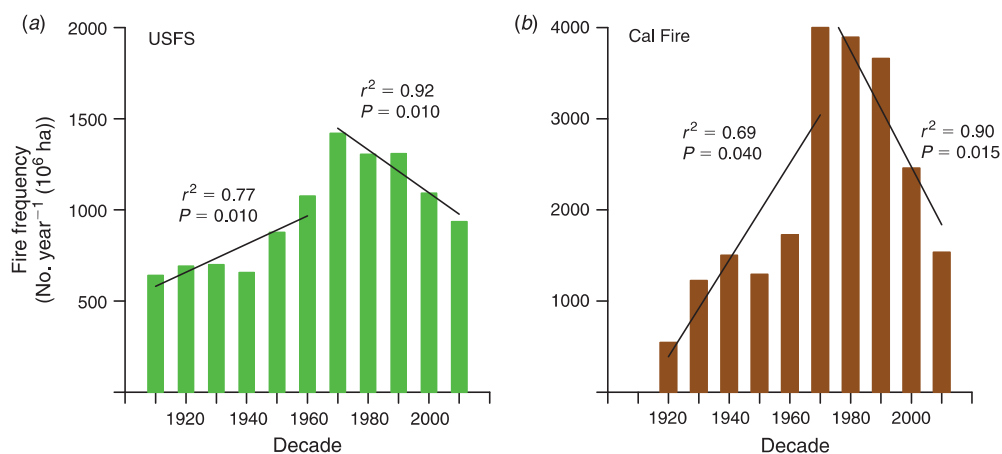 (a)
2000
USFS
1500
1000
500
r² = 0.77
P = 0.010
r² = 0.92
P = 0.010
Fire frequency
(No. year⁻¹ (10⁶ ha))
1920
1940
1960
1980
2000
Decade
(b)
4000
Cal Fire
3000
2000
1000
r² = 0.69
P = 0.040
r² = 0.90
P = 0.015
1920
1940
1960
1980
2000
Decade